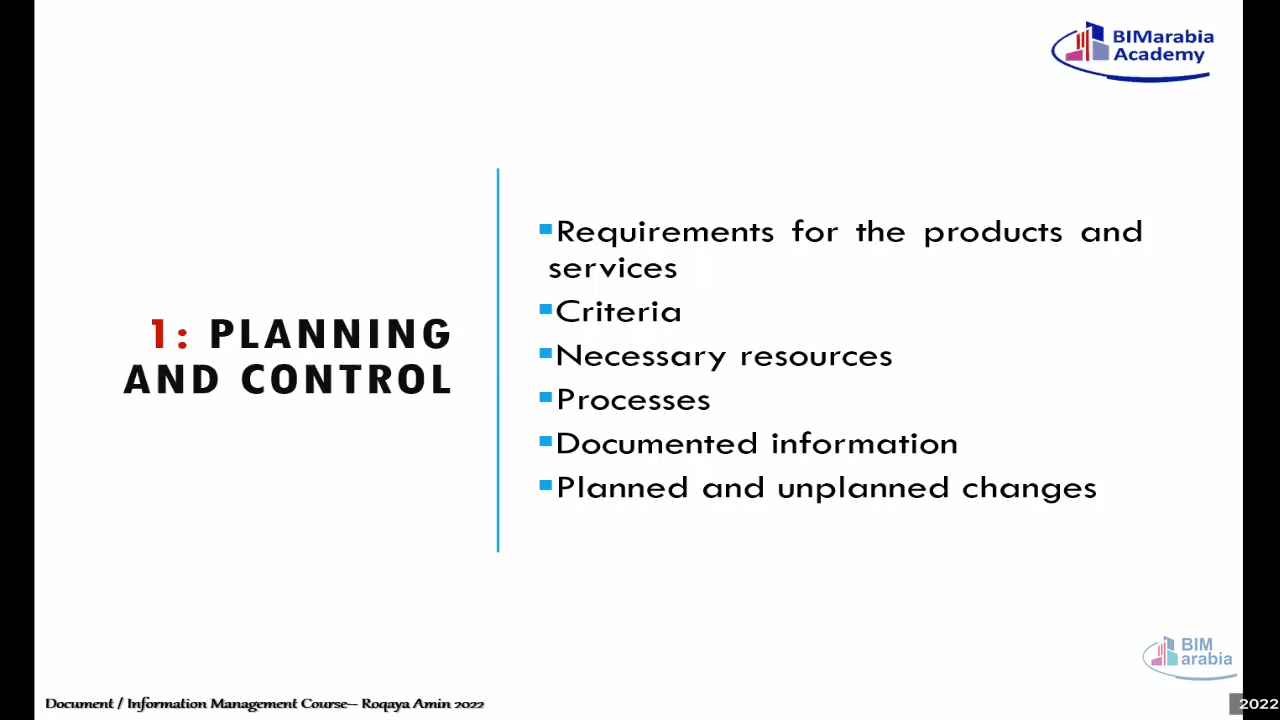 BIMarabia
Academy
1: PLANNING
AND CONTROL
Requirements for the products and
services
Criteria
Necessary resources
Processes
Documented information
Planned and unplanned changes
BIM
arabia
Document / Information Management Course– Roqaya Amin 2022
2022